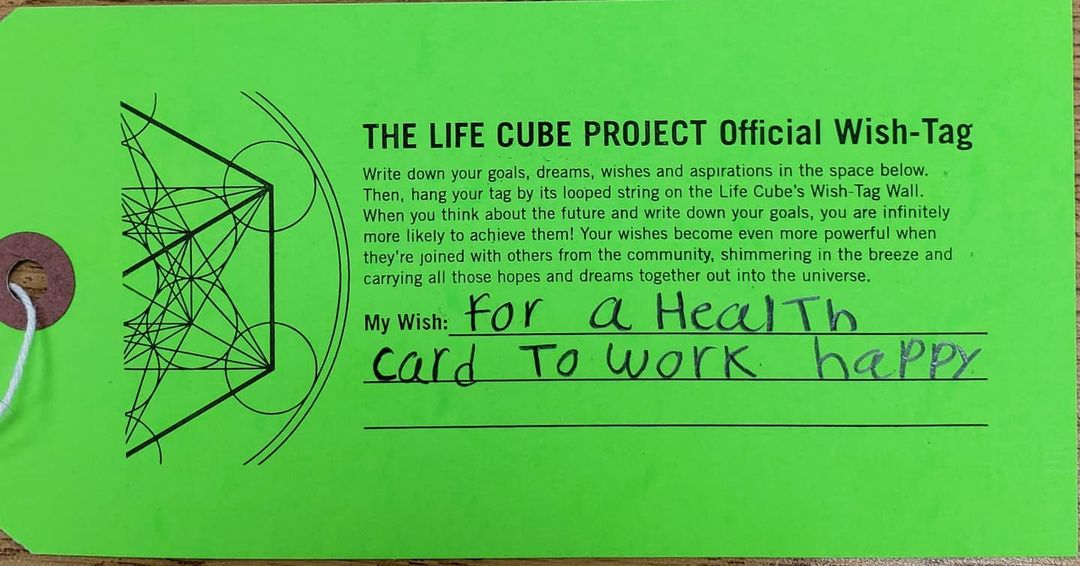 THE LIFE CUBE PROJECT Official Wish-Tag
Write down your goals, dreams, wishes and aspirations in the space below.
Then, hang your tag by its looped string on the Life Cube's Wish-Tag Wall.
When you think about the future and write down your goals, you are infinitely
more likely to achieve them! Your wishes become even more powerful when
they're joined with others from the community, shimmering in the breeze and
carrying all those hopes and dreams together out into the universe.
My Wish: For a HealTh
card To work happy